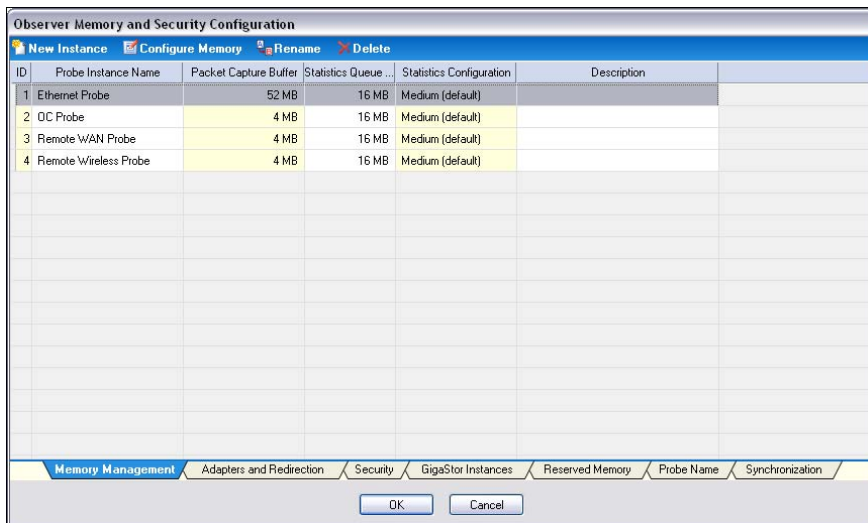 Observer Memory and Security Configuration
New Instance Configure Memory Rename Delete
ID Probe Instance Name Packet Capture Buffer Statistics Queue ... Statistics Configuration Description
1 Ethernet Probe 52 MB 16 MB Medium (default)
2 OC Probe 4 MB 16 MB Medium (default)
3 Remote WAN Probe 4 MB 16 MB Medium (default)
4 Remote Wireless Probe 4 MB 16 MB Medium (default)
Memory Management Adapters and Redirection Security GigaStor Instances Reserved Memory Probe Name Synchronization
OK Cancel